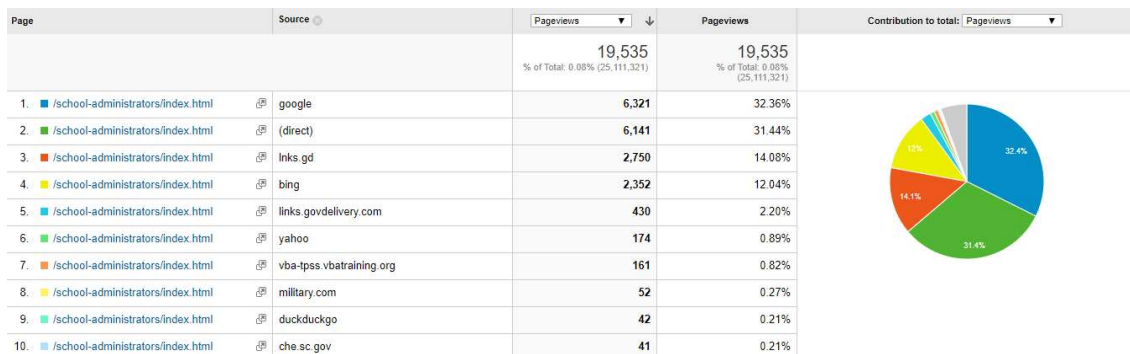 Page Source Pageviews Pageviews Contribution to total: Pageviews
19,535 19,535
% of Total: 0.08% (25,111,321) % of Total: 0.08%
(25,111,321)
1. /school-administrators/index.html google 6,321 32.36%
2. /school-administrators/index.html (direct) 6,141 31.44%
3. /school-administrators/index.html lnks.gd 2,750 14.08%
4. /school-administrators/index.html bing 2,352 12.04%
5. /school-administrators/index.html links.govdelivery.com 430 2.20%
6. /school-administrators/index.html yahoo 174 0.89%
7. /school-administrators/index.html vba-tpss.vbatraining.org 161 0.82%
8. /school-administrators/index.html military.com 52 0.27%
9. /school-administrators/index.html duckduckgo 42 0.21%
10. /school-administrators/index.html che.sc.gov 41 0.21%
32.4%
12%
14.1%
31.4%